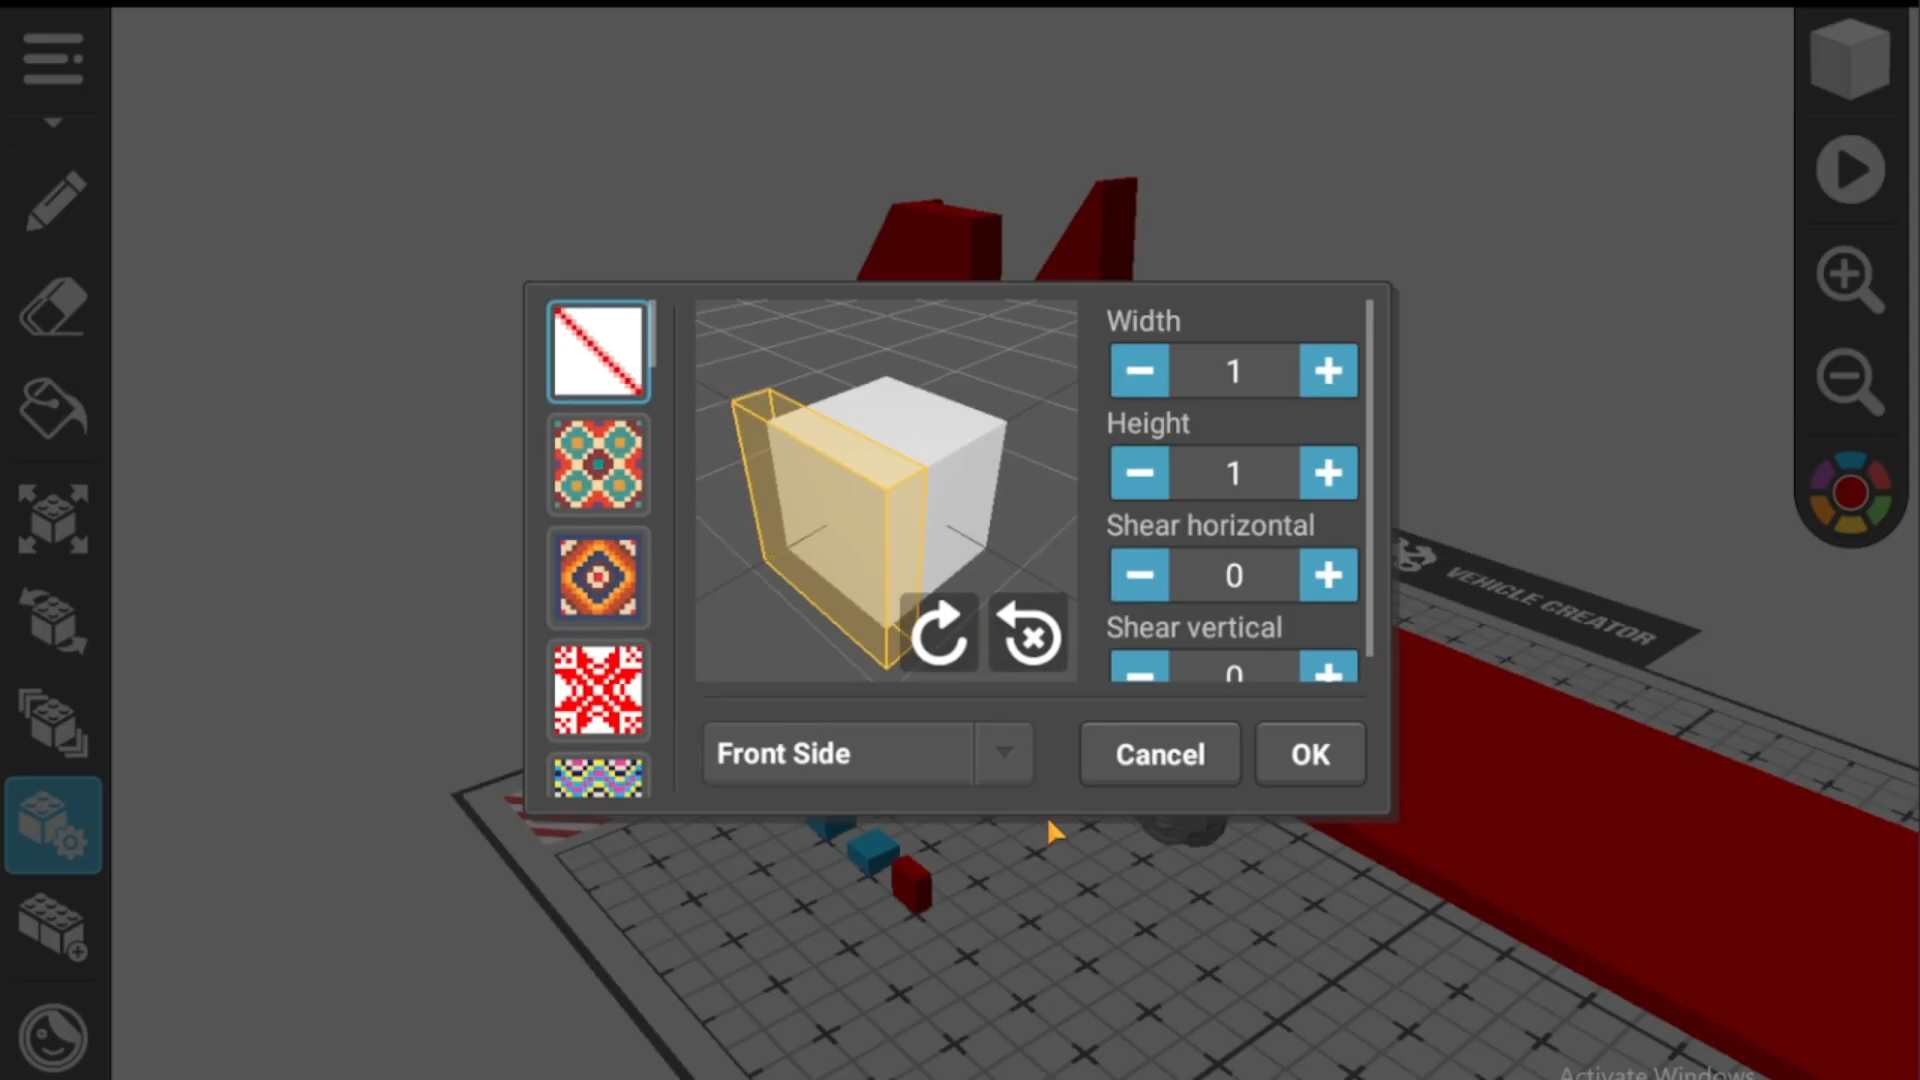 Width
1
Height
1
Shear horizontal
0
Shear vertical
0
Front Side
Cancel
OK
VEHICLE CREATOR
Activate Windows